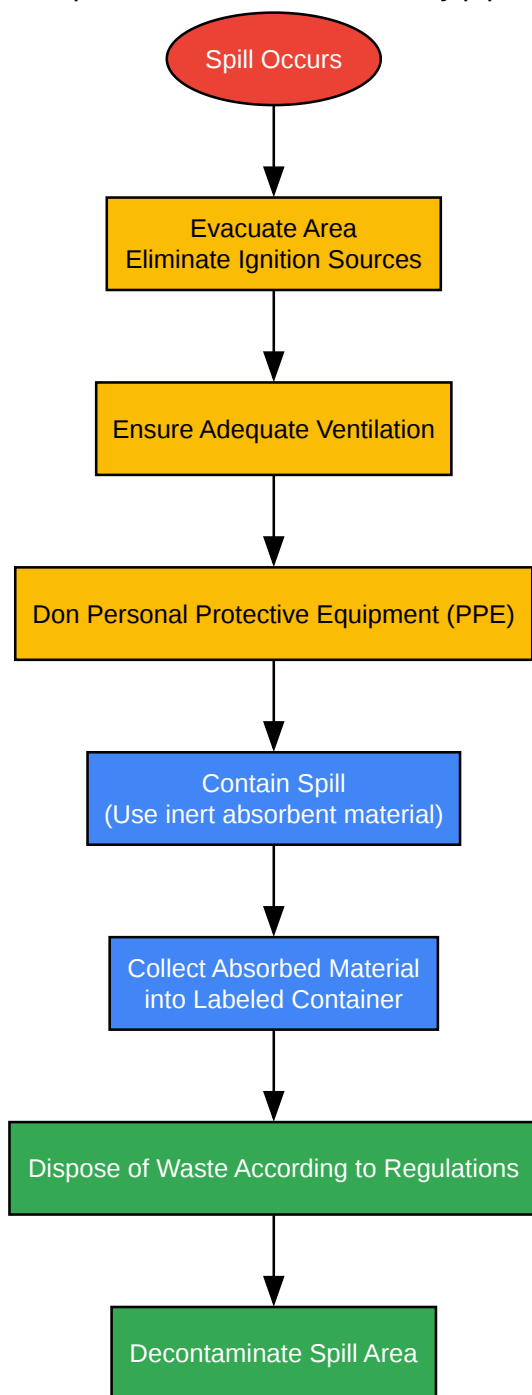 Spill Occurs
Evacuate Area
Eliminate Ignition Sources
Ensure Adequate Ventilation
Don Personal Protective Equipment (PPE)
Contain Spill
(Use inert absorbent material)
Collect Absorbed Material
into Labeled Container
Dispose of Waste According to Regulations
Decontaminate Spill Area